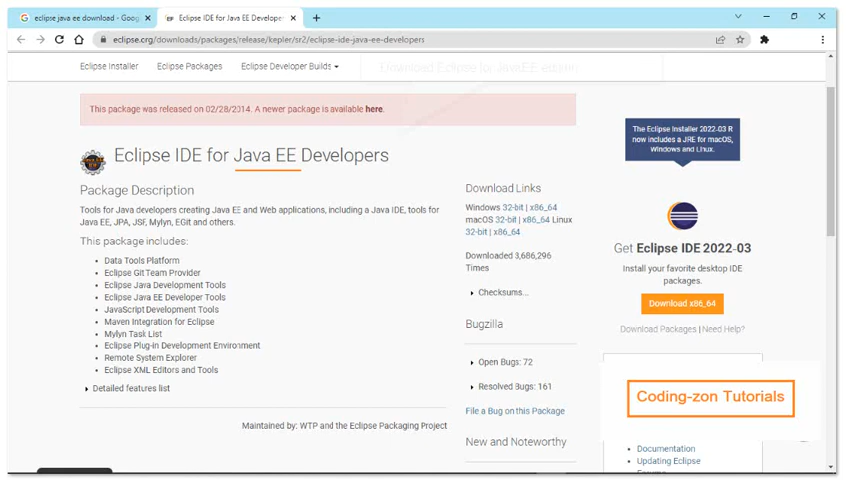 eclipse java ee download - Goog
Eclipse IDE for Java EE Develope
eclipse.org/downloads/packages/release/kepler/sr2/eclipse-ide-java-ee-developers
Eclipse Installer
Eclipse Packages
Eclipse Developer Builds
Download Eclipse for JavaEE edition
This package was released on 02/28/2014. A newer package is available here.
Eclipse IDE for Java EE Developers
Package Description
Tools for Java developers creating Java EE and Web applications, including a Java IDE, tools for
Java EE, JPA, JSF, Mylyn, EGit and others.
This package includes:
Data Tools Platform
Eclipse Git Team Provider
Eclipse Java Development Tools
Eclipse Java EE Developer Tools
JavaScript Development Tools
Maven Integration for Eclipse
Mylyn Task List
Eclipse Plug-in Development Environment
Remote System Explorer
Eclipse XML Editors and Tools
Detailed features list
Maintained by: WTP and the Eclipse Packaging Project
Download Links
Windows 32-bit | x86_64
macOS 32-bit | x86_64 Linux
32-bit | x86_64
Downloaded 3,686,296
Times
Checksums...
Bugzilla
Open Bugs: 72
Resolved Bugs: 161
File a Bug on this Package
New and Noteworthy
The Eclipse Installer 2022-03 R
now includes a JRE for macOS,
Windows and Linux.
Get Eclipse IDE 2022-03
Install your favorite desktop IDE
packages.
Download x86_64
Download Packages | Need Help?
Coding-zon Tutorials
Documentation
Updating Eclipse